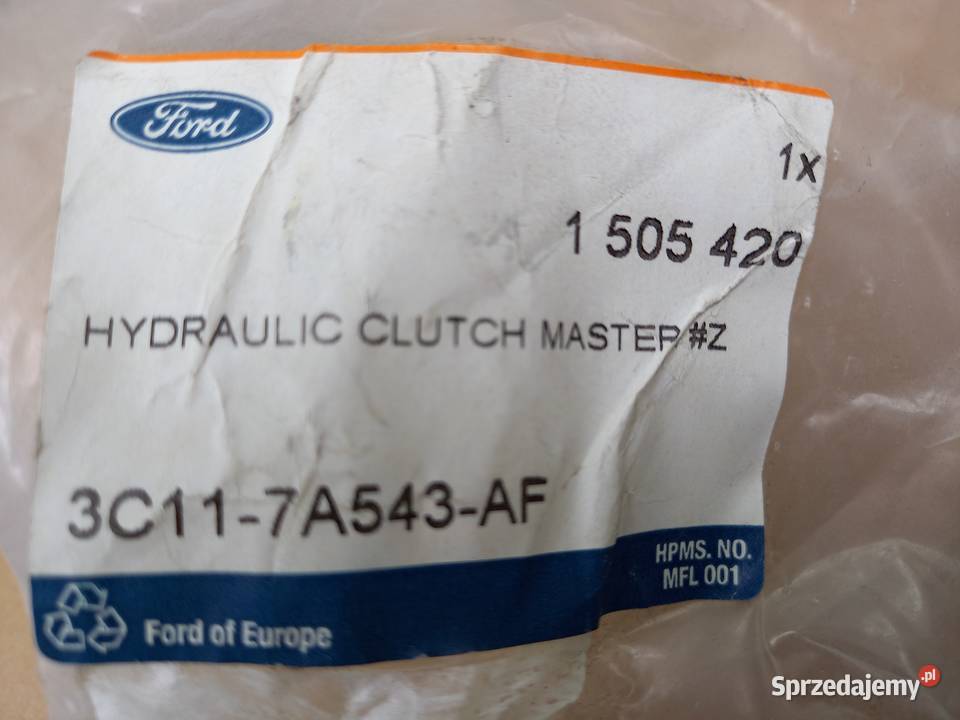 Ford
1x
1 505 420
HYDRAULIC CLUTCH MASTER #Z
3C11-7A543-AF
HPMS. NO.
MFL 001
Ford of Europe
Sprzedajemy.pl